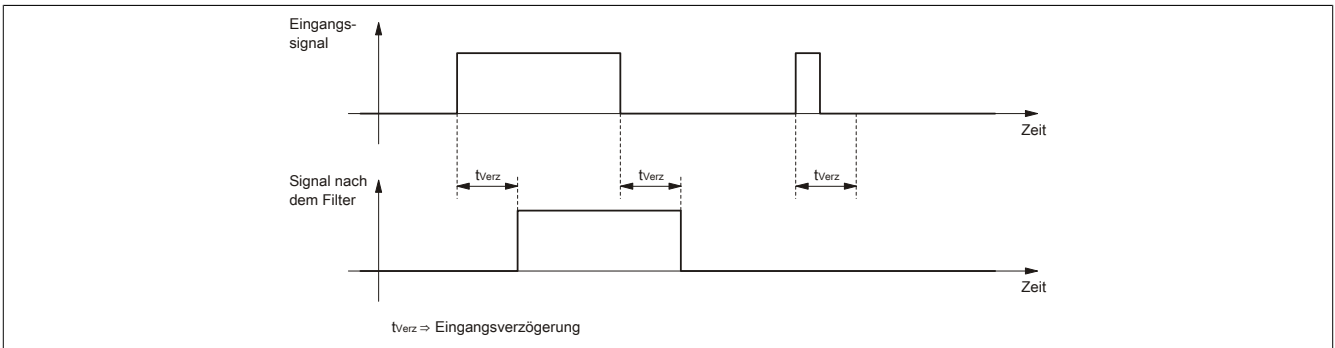 Eingangs-
signal
Zeit
Signal nach
dem Filter
tVerz
tVerz
tVerz
Zeit
tVerz ⇒ Eingangsverzögerung